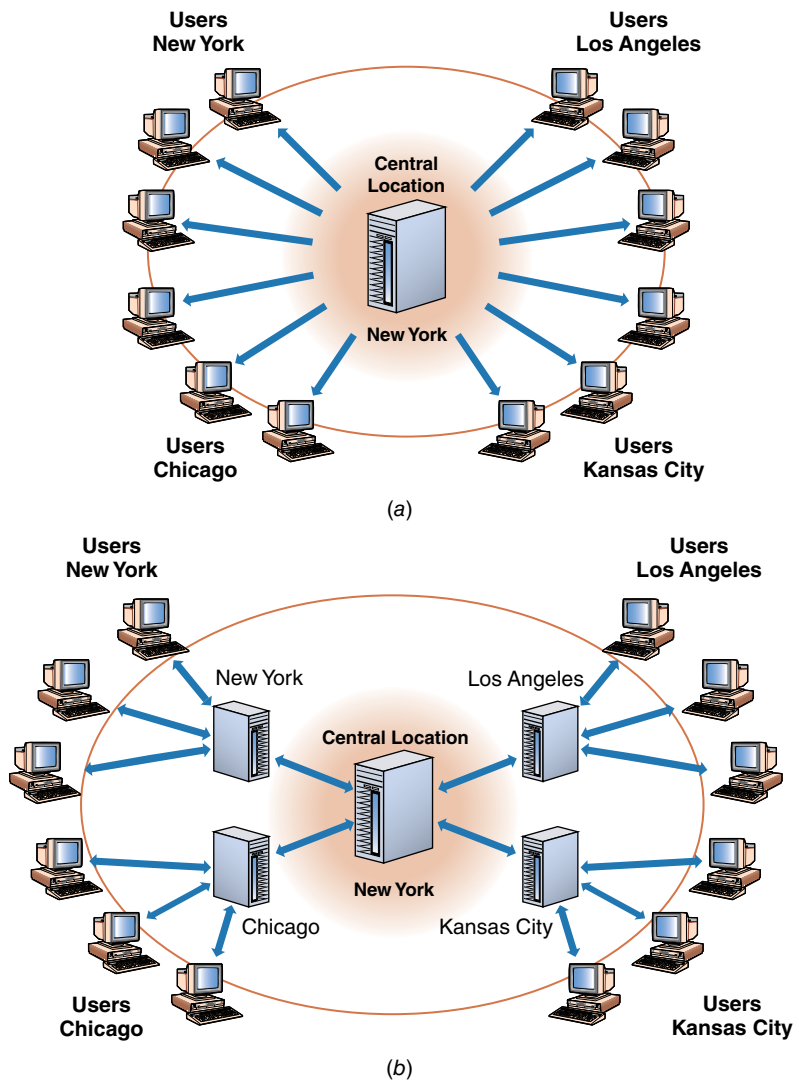 Users
New York
Users
Los Angeles
Central
Location
New York
Users
Chicago
Users
Kansas City
(a)
Users
New York
Users
Los Angeles
New York
Los Angeles
Central Location
New York
Chicago
Kansas City
Users
Chicago
Users
Kansas City
(b)